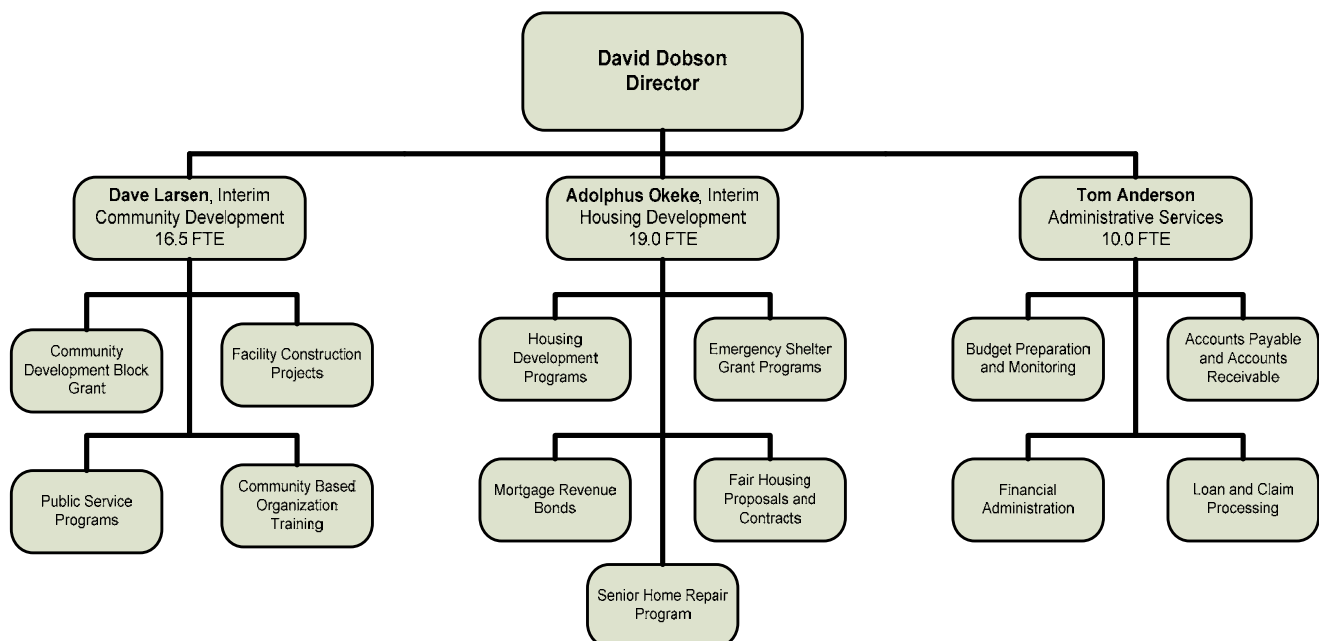 David Dobson
Director
Dave Larsen, Interim
Community Development
16.5 FTE
Adolphus Okeke, Interim
Housing Development
19.0 FTE
Tom Anderson
Administrative Services
10.0 FTE
Community
Development Block
Grant
Facility Construction
Projects
Housing
Development
Programs
Emergency Shelter
Grant Programs
Budget Preparation
and Monitoring
Accounts Payable
and Accounts
Receivable
Public Service
Programs
Community Based
Organization
Training
Mortgage Revenue
Bonds
Fair Housing
Proposals and
Contracts
Financial
Administration
Loan and Claim
Processing
Senior Home Repair
Program